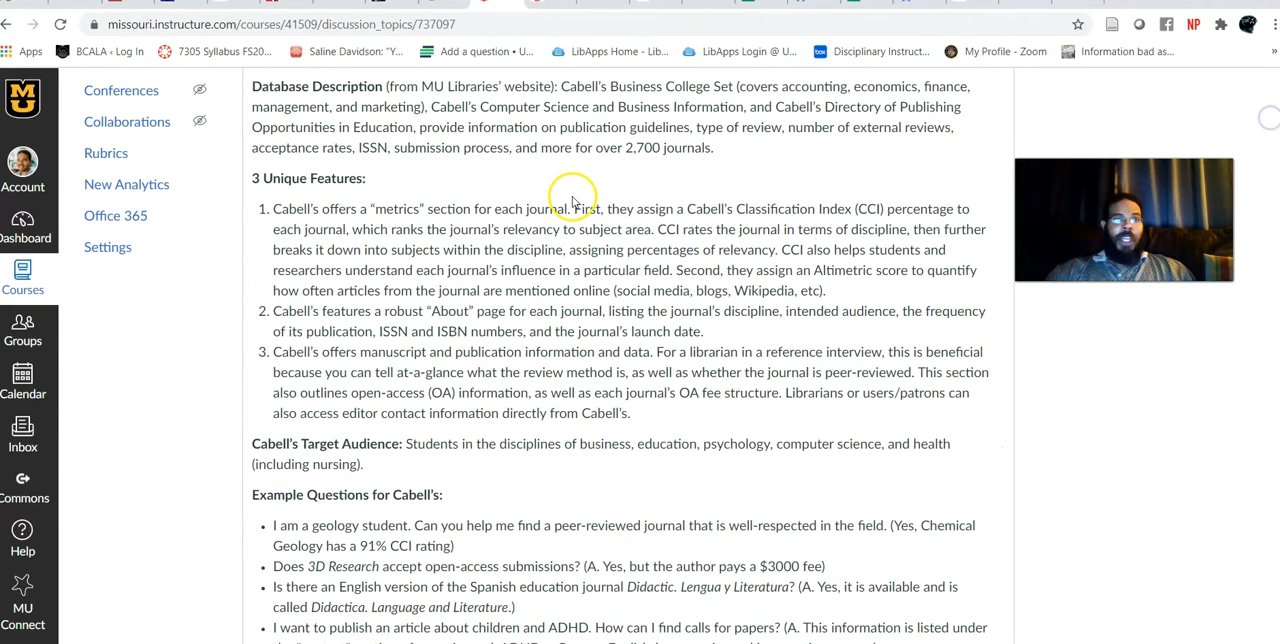 missouri.instructure.com/courses/41509/discussion_topics/737097
NP
Apps
BCALA ‹ Log In
7305 Syllabus FS20...
Saline Davidson: "Y...
Add a question • U...
LibApps Home - Lib...
LibApps Login @ U...
box
Disciplinary Instruct...
My Profile - Zoom
Information bad as...
»
Account
Dashboard
Courses
Groups
Calendar
Inbox
Commons
Help
MU
Connect
Conferences
Collaborations
Rubrics
New Analytics
Office 365
Settings
Database Description (from MU Libraries' website): Cabell's Business College Set (covers accounting, economics, finance,
management, and marketing), Cabell's Computer Science and Business Information, and Cabell's Directory of Publishing
Opportunities in Education, provide information on publication guidelines, type of review, number of external reviews,
acceptance rates, ISSN, submission process, and more for over 2,700 journals.
3 Unique Features:
1. Cabell's offers a "metrics" section for each journal. First, they assign a Cabell's Classification Index (CCI) percentage to
each journal, which ranks the journal's relevancy to subject area. CCI rates the journal in terms of discipline, then further
breaks it down into subjects within the discipline, assigning percentages of relevancy. CCI also helps students and
researchers understand each journal's influence in a particular field. Second, they assign an Altimetric score to quantify
how often articles from the journal are mentioned online (social media, blogs, Wikipedia, etc).
2. Cabell's features a robust "About" page for each journal, listing the journal's discipline, intended audience, the frequency
of its publication, ISSN and ISBN numbers, and the journal's launch date.
3. Cabell's offers manuscript and publication information and data. For a librarian in a reference interview, this is beneficial
because you can tell at-a-glance what the review method is, as well as whether the journal is peer-reviewed. This section
also outlines open-access (OA) information, as well as each journal's OA fee structure. Librarians or users/patrons can
also access editor contact information directly from Cabell's.
Cabell's Target Audience: Students in the disciplines of business, education, psychology, computer science, and health
(including nursing).
Example Questions for Cabell's:
• I am a geology student. Can you help me find a peer-reviewed journal that is well-respected in the field. (Yes, Chemical
Geology has a 91% CCI rating)
• Does 3D Research accept open-access submissions? (A. Yes, but the author pays a $3000 fee)
• Is there an English version of the Spanish education journal Didactic. Lengua y Literatura? (A. Yes, it is available and is
called Didactica. Language and Literature.)
• I want to publish an article about children and ADHD. How can I find calls for papers? (A. This information is listed under